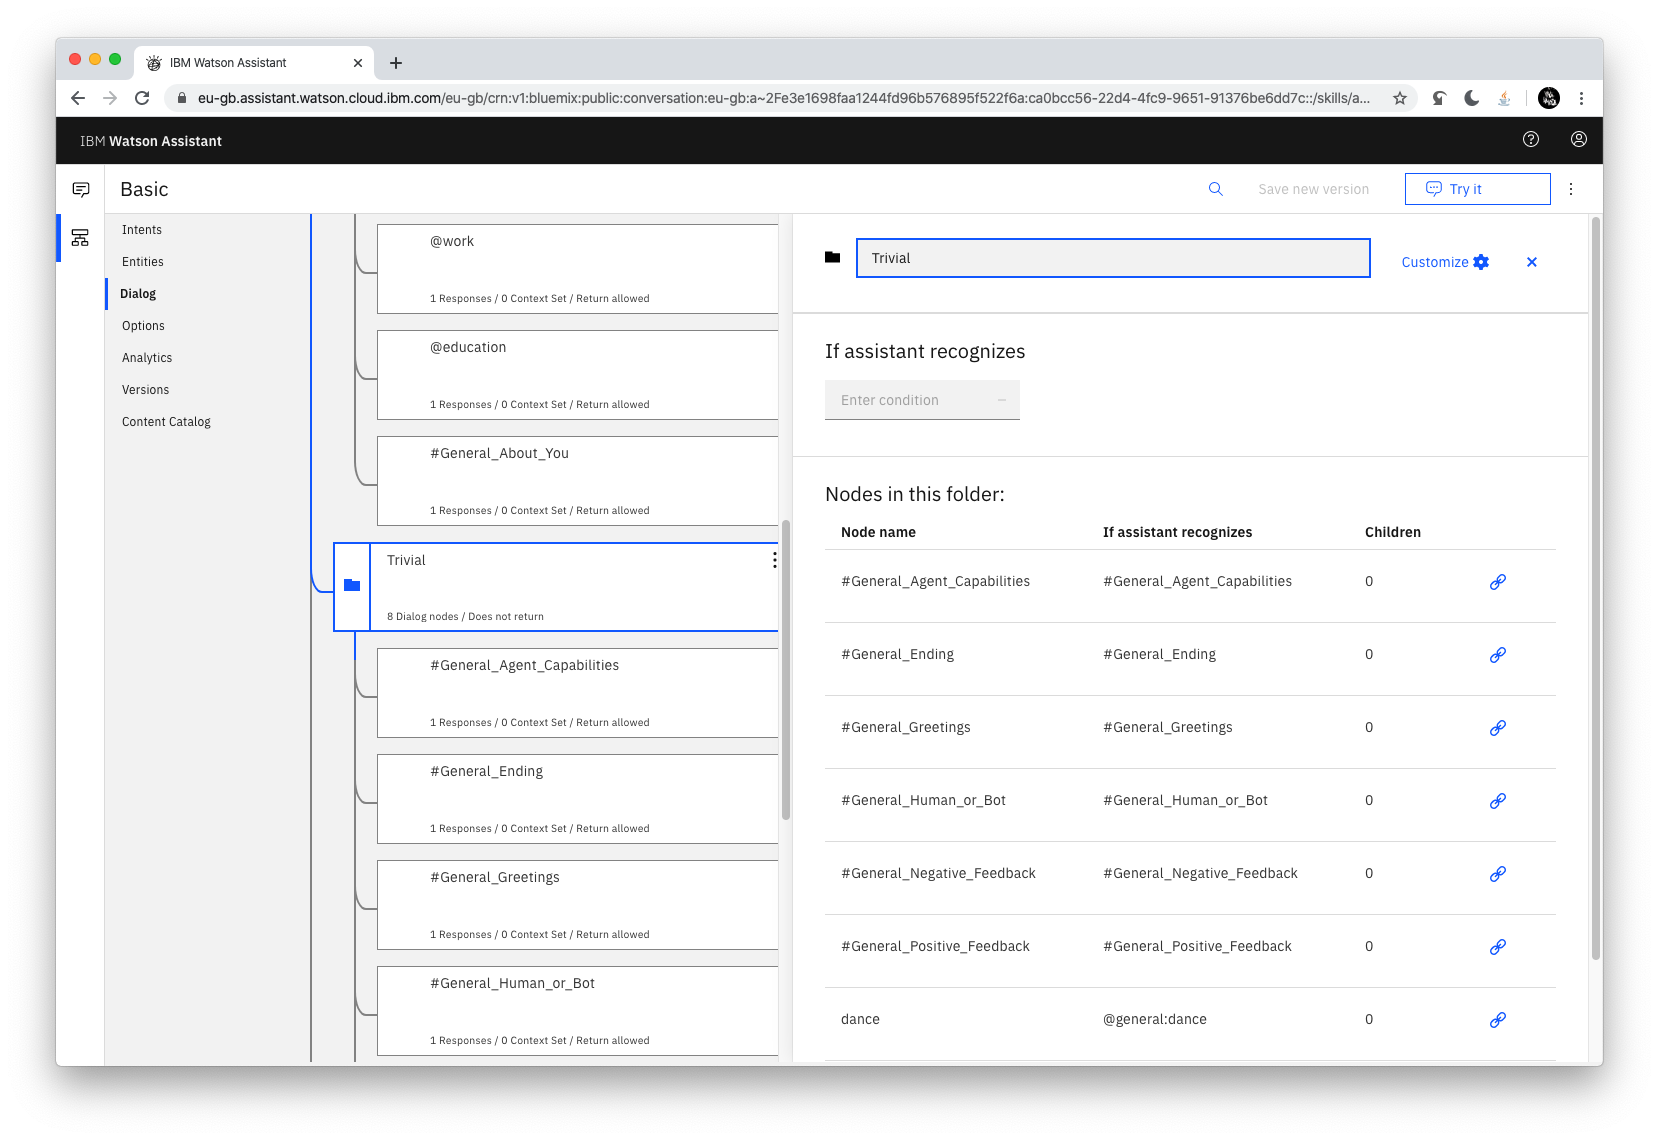 IBM Watson Assistant
eu-gb.assistant.watson.cloud.ibm.com/eu-gb/crn:v1:bluemix:public:conversation:eu-gb:a~2Fe3e1698faa1244fd96b576895f522f6a:ca0bcc56-22d4-4fc9-9651-91376be6dd7c::/skills/a...
IBM Watson Assistant
Basic
Save new version
Try it
Intents
Entities
Dialog
Options
Analytics
Versions
Content Catalog
@work
1 Responses / 0 Context Set / Return allowed
@education
1 Responses / 0 Context Set / Return allowed
#General_About_You
1 Responses / 0 Context Set / Return allowed
Trivial
8 Dialog nodes / Does not return
#General_Agent_Capabilities
1 Responses / 0 Context Set / Return allowed
#General_Ending
1 Responses / 0 Context Set / Return allowed
#General_Greetings
1 Responses / 0 Context Set / Return allowed
#General_Human_or_Bot
1 Responses / 0 Context Set / Return allowed
Trivial
Customize
If assistant recognizes
Enter condition
Nodes in this folder:
Node name If assistant recognizes Children
#General_Agent_Capabilities #General_Agent_Capabilities 0
#General_Ending #General_Ending 0
#General_Greetings #General_Greetings 0
#General_Human_or_Bot #General_Human_or_Bot 0
#General_Negative_Feedback #General_Negative_Feedback 0
#General_Positive_Feedback #General_Positive_Feedback 0
dance @general:dance 0